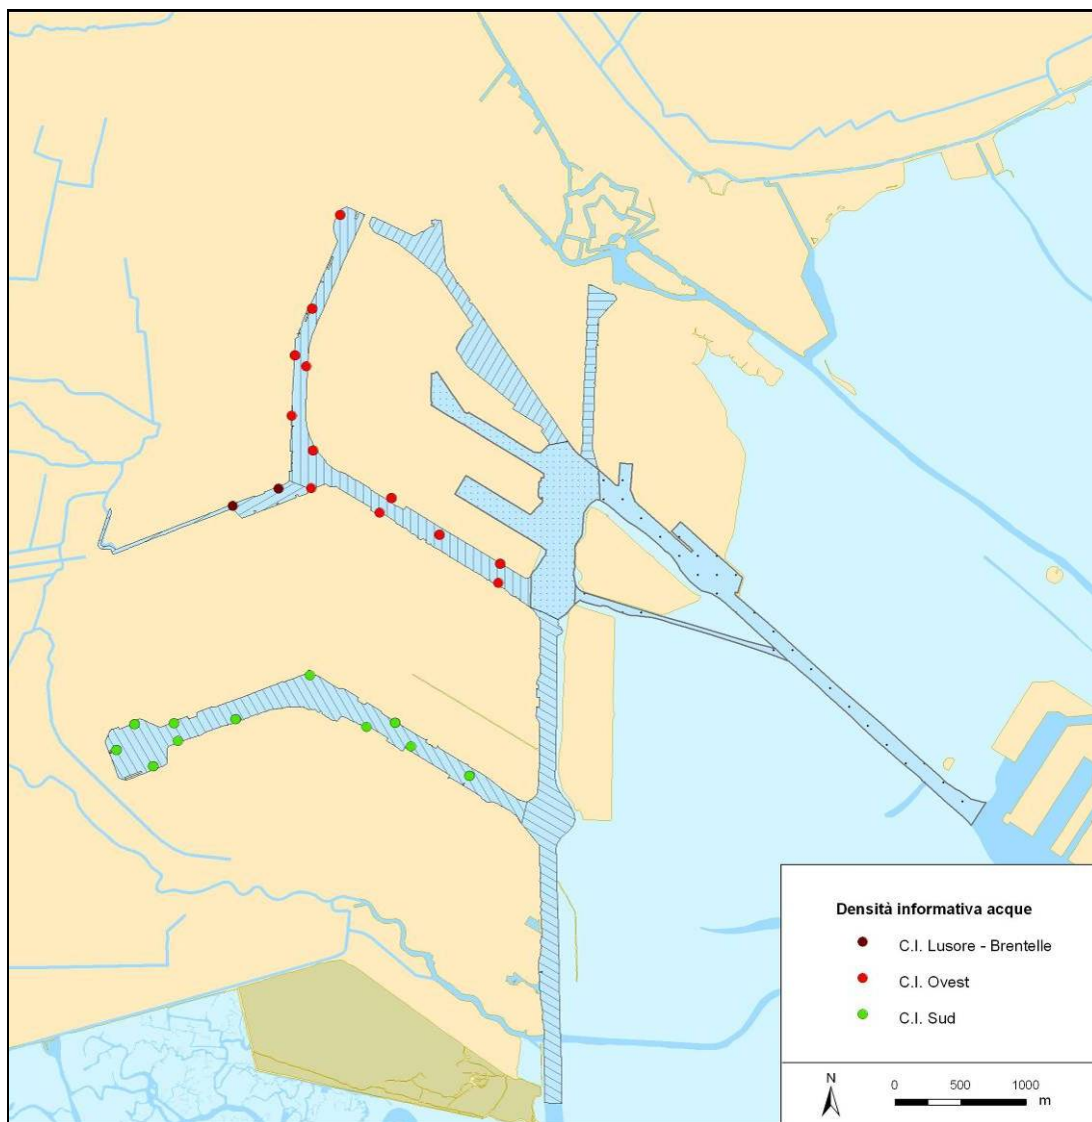 Densità informativa acque
C.I. Lusore - Brentelle
C.I. Ovest
C.I. Sud
N
0 500 1000
m